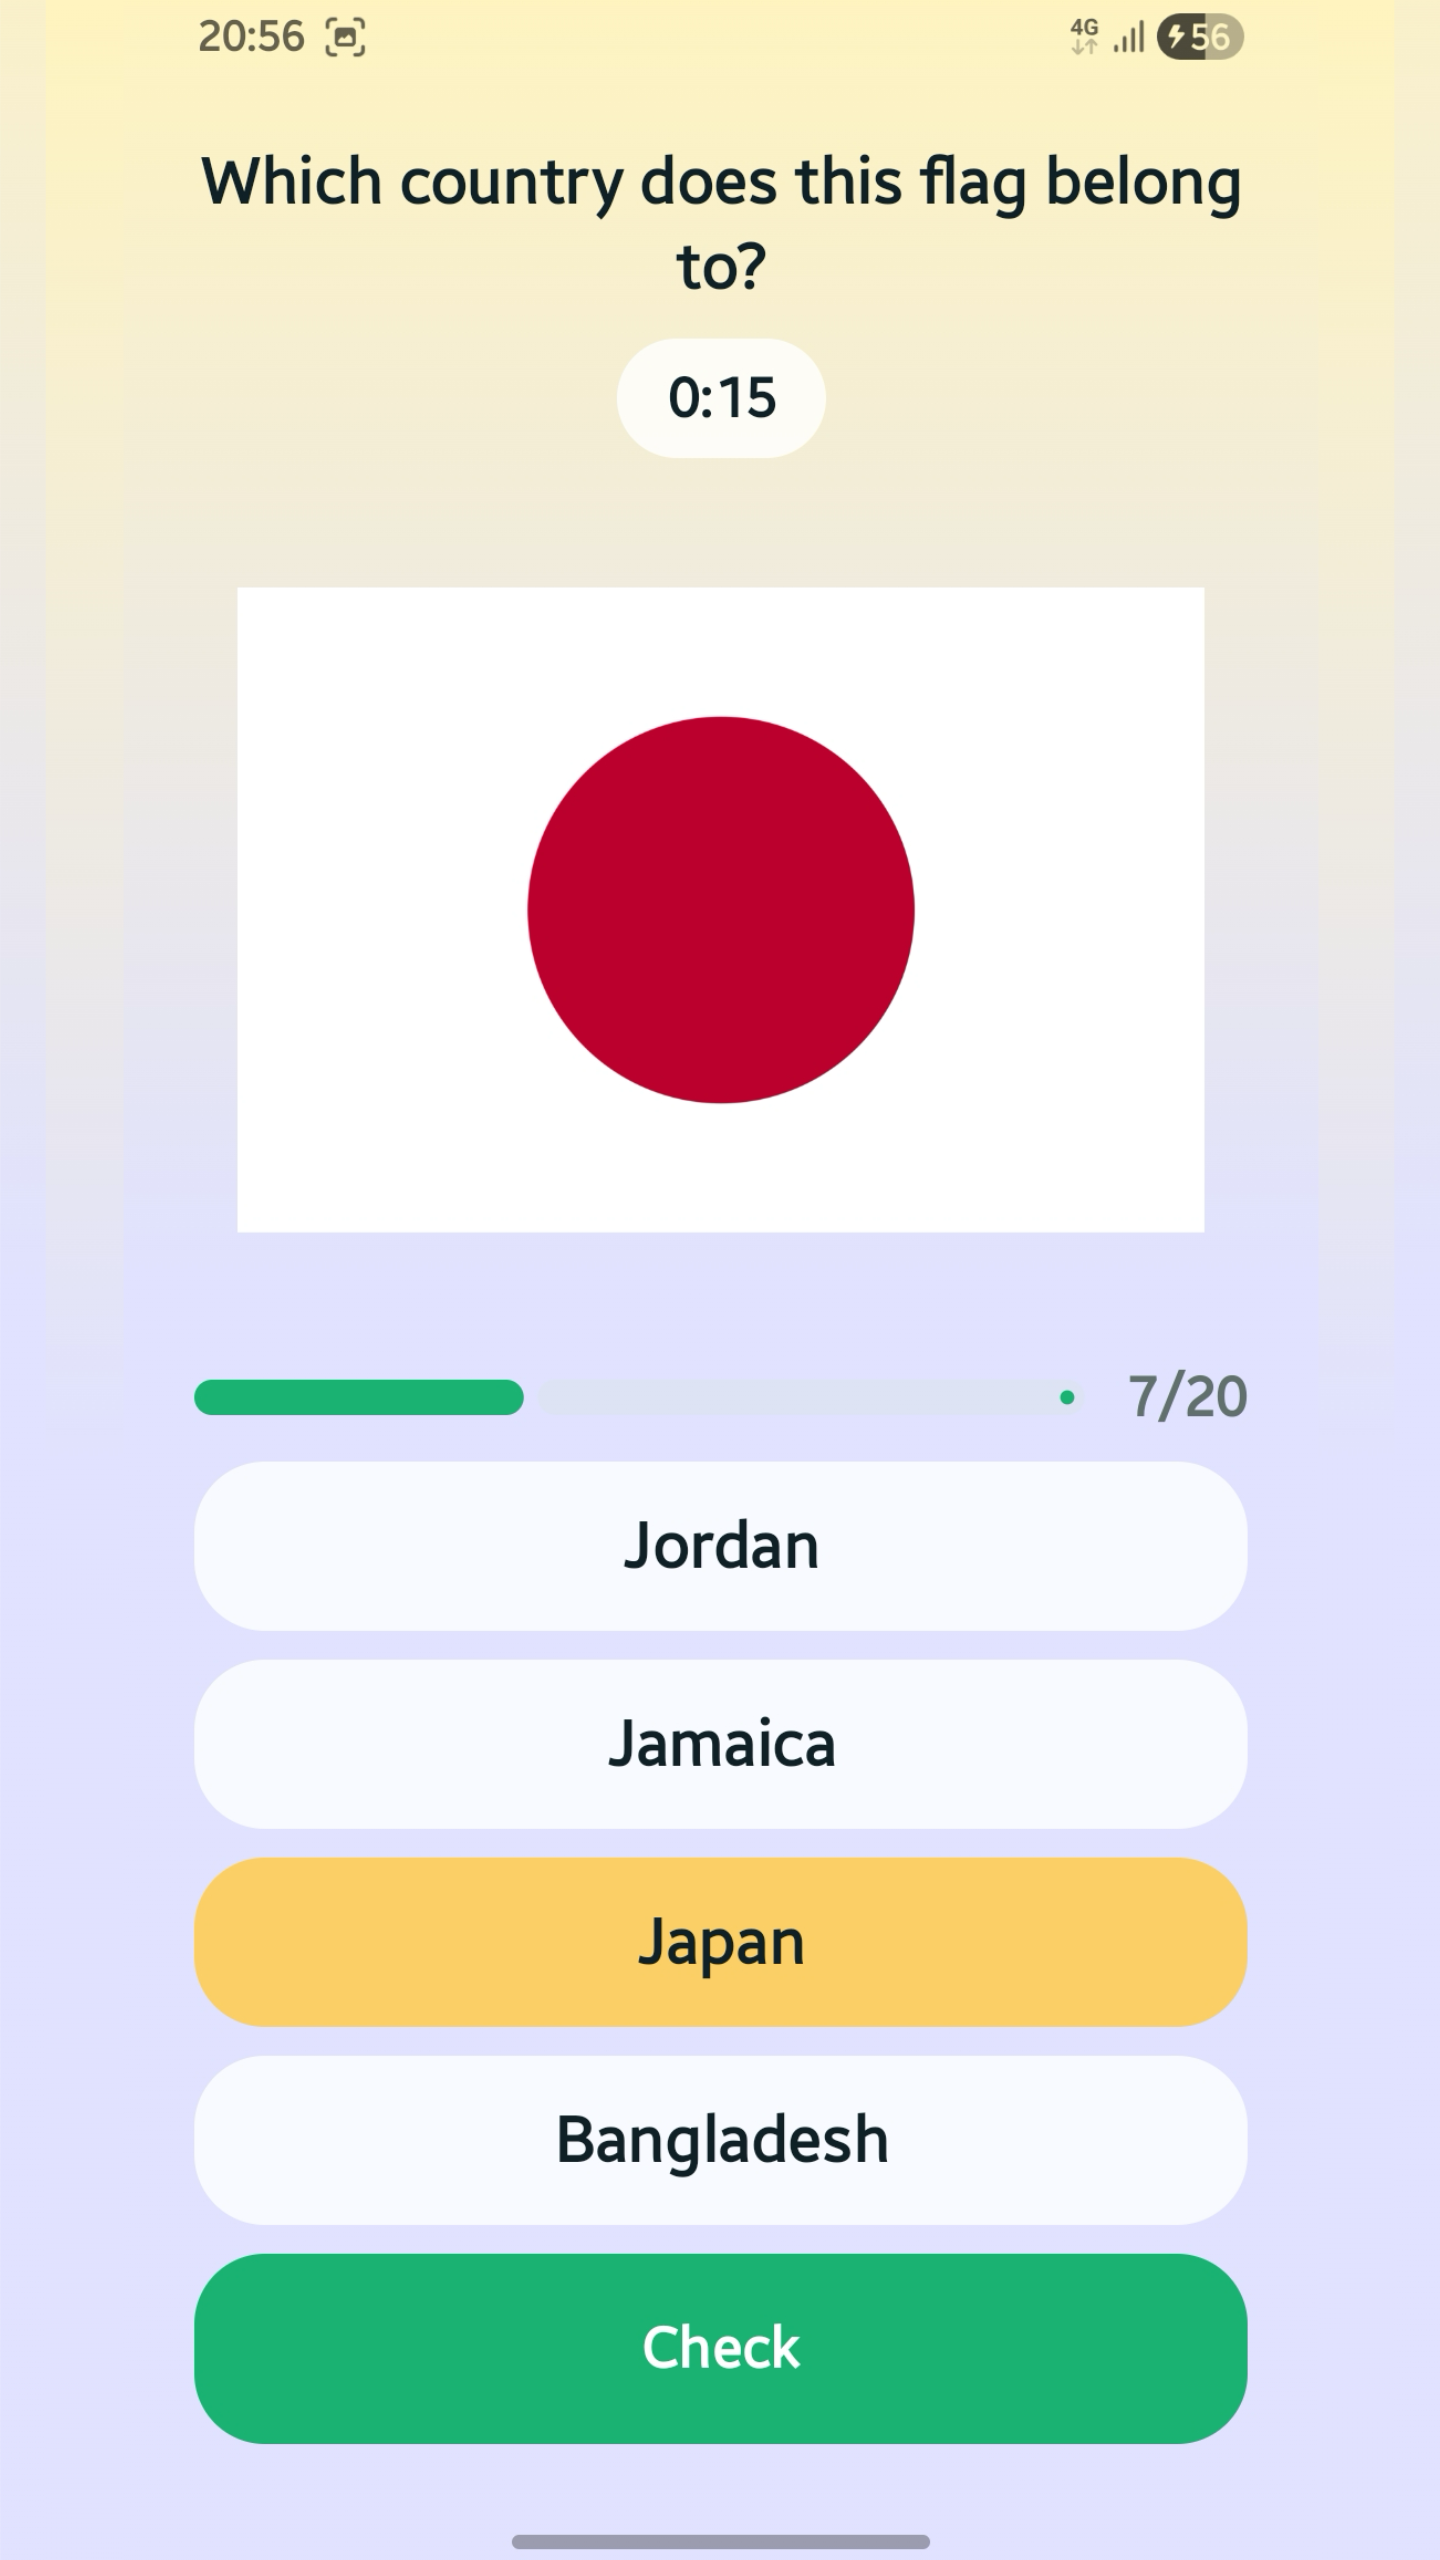 20:56
4G
56
Which country does this flag belong
to?
0:15
7/20
Jordan
Jamaica
Japan
Bangladesh
Check